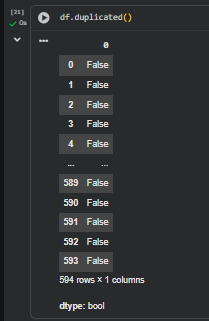 [21]
0s
df.duplicated()
...
0
0 False
1 False
2 False
3 False
4 False
... ...
589 False
590 False
591 False
592 False
593 False
594 rows × 1 columns
dtype: bool